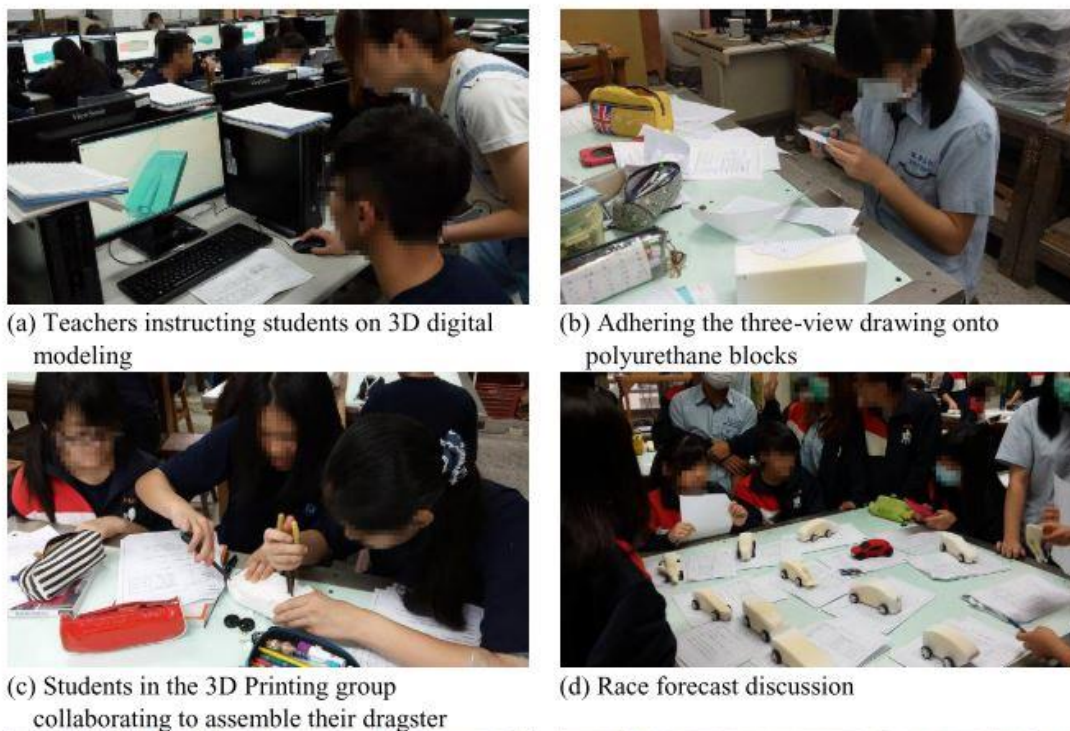 ViewSonic
(a) Teachers instructing students on 3D digital
modeling
(b) Adhering the three-view drawing onto
polyurethane blocks
(c) Students in the 3D Printing group
collaborating to assemble their dragster
(d) Race forecast discussion